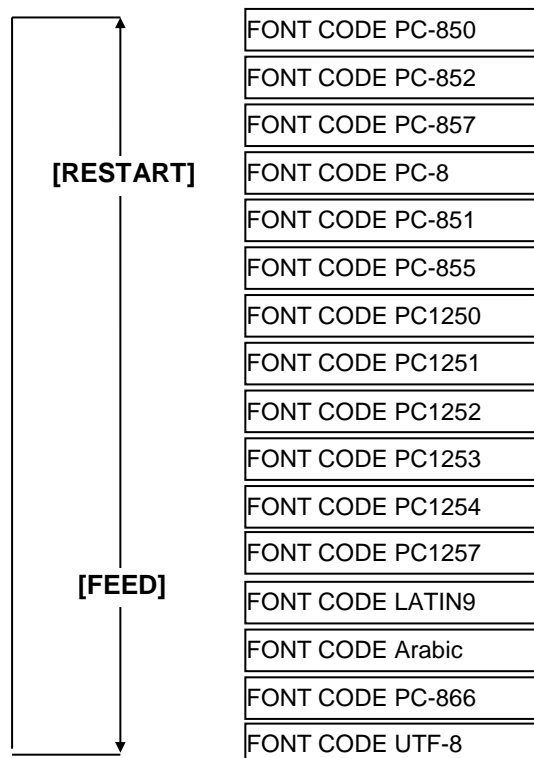 FONT CODE PC-850
FONT CODE PC-852
FONT CODE PC-857
[RESTART]
FONT CODE PC-8
FONT CODE PC-851
FONT CODE PC-855
FONT CODE PC1250
FONT CODE PC1251
FONT CODE PC1252
FONT CODE PC1253
FONT CODE PC1254
FONT CODE PC1257
[FEED]
FONT CODE LATIN9
FONT CODE Arabic
FONT CODE PC-866
FONT CODE UTF-8